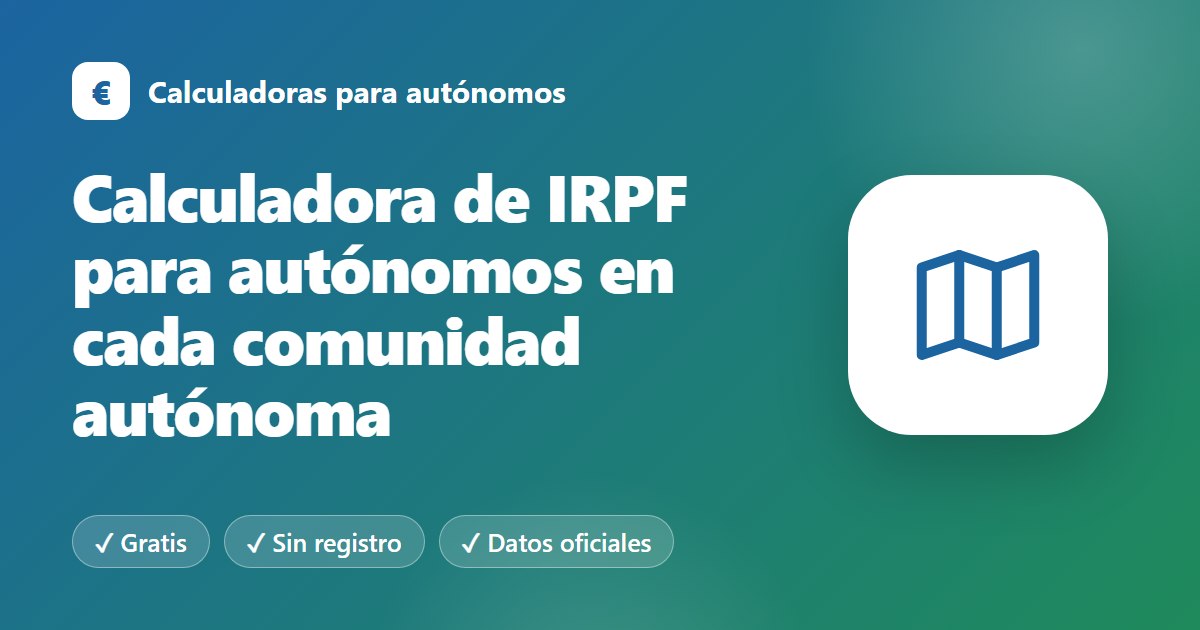 € Calculadoras para autónomos
Calculadora de IRPF
para autónomos en
cada comunidad
autónoma
✓ Gratis ✓ Sin registro ✓ Datos oficiales